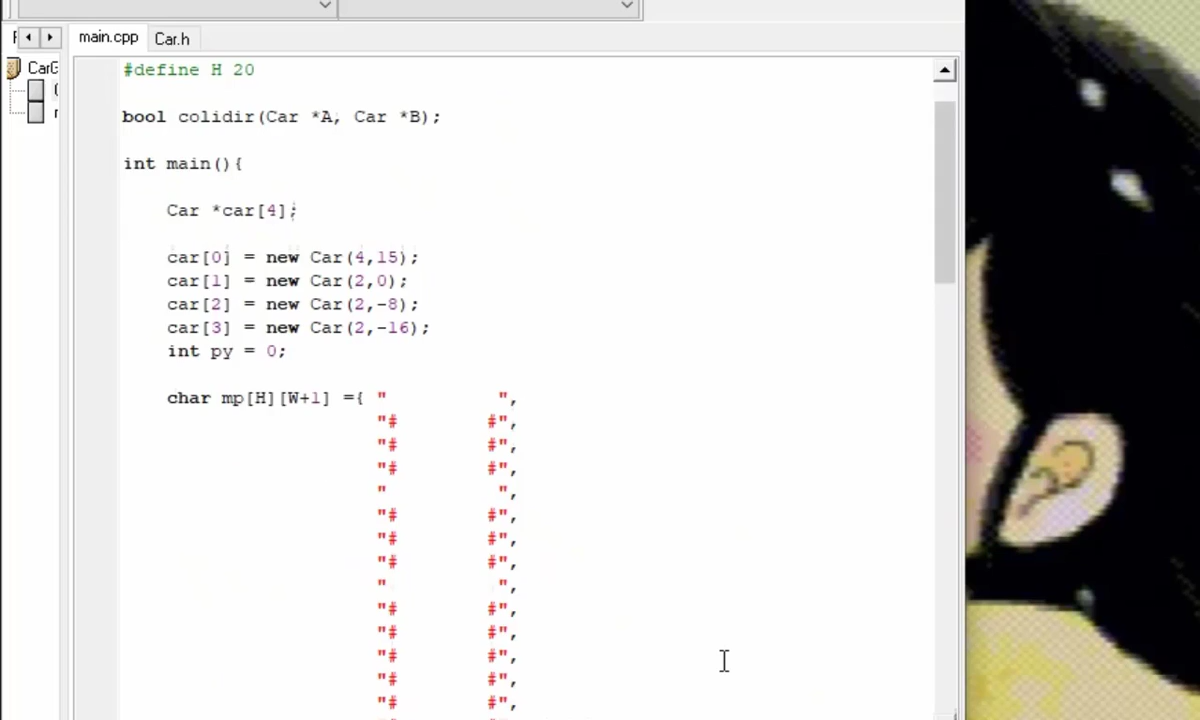 main.cpp Car.h
CarG
#define H 20
bool colidir(Car *A, Car *B);
int main(){
Car *car[4];
car[0] = new Car(4,15);
car[1] = new Car(2,0);
car[2] = new Car(2,-8);
car[3] = new Car(2,-16);
int py = 0;
char mp[H][W+1] ={ "          ",
"#        #",
"#        #",
"#        #",
"          ",
"#        #",
"#        #",
"#        #",
"          ",
"#        #",
"#        #",
"#        #",
"#        #",
"#        #",